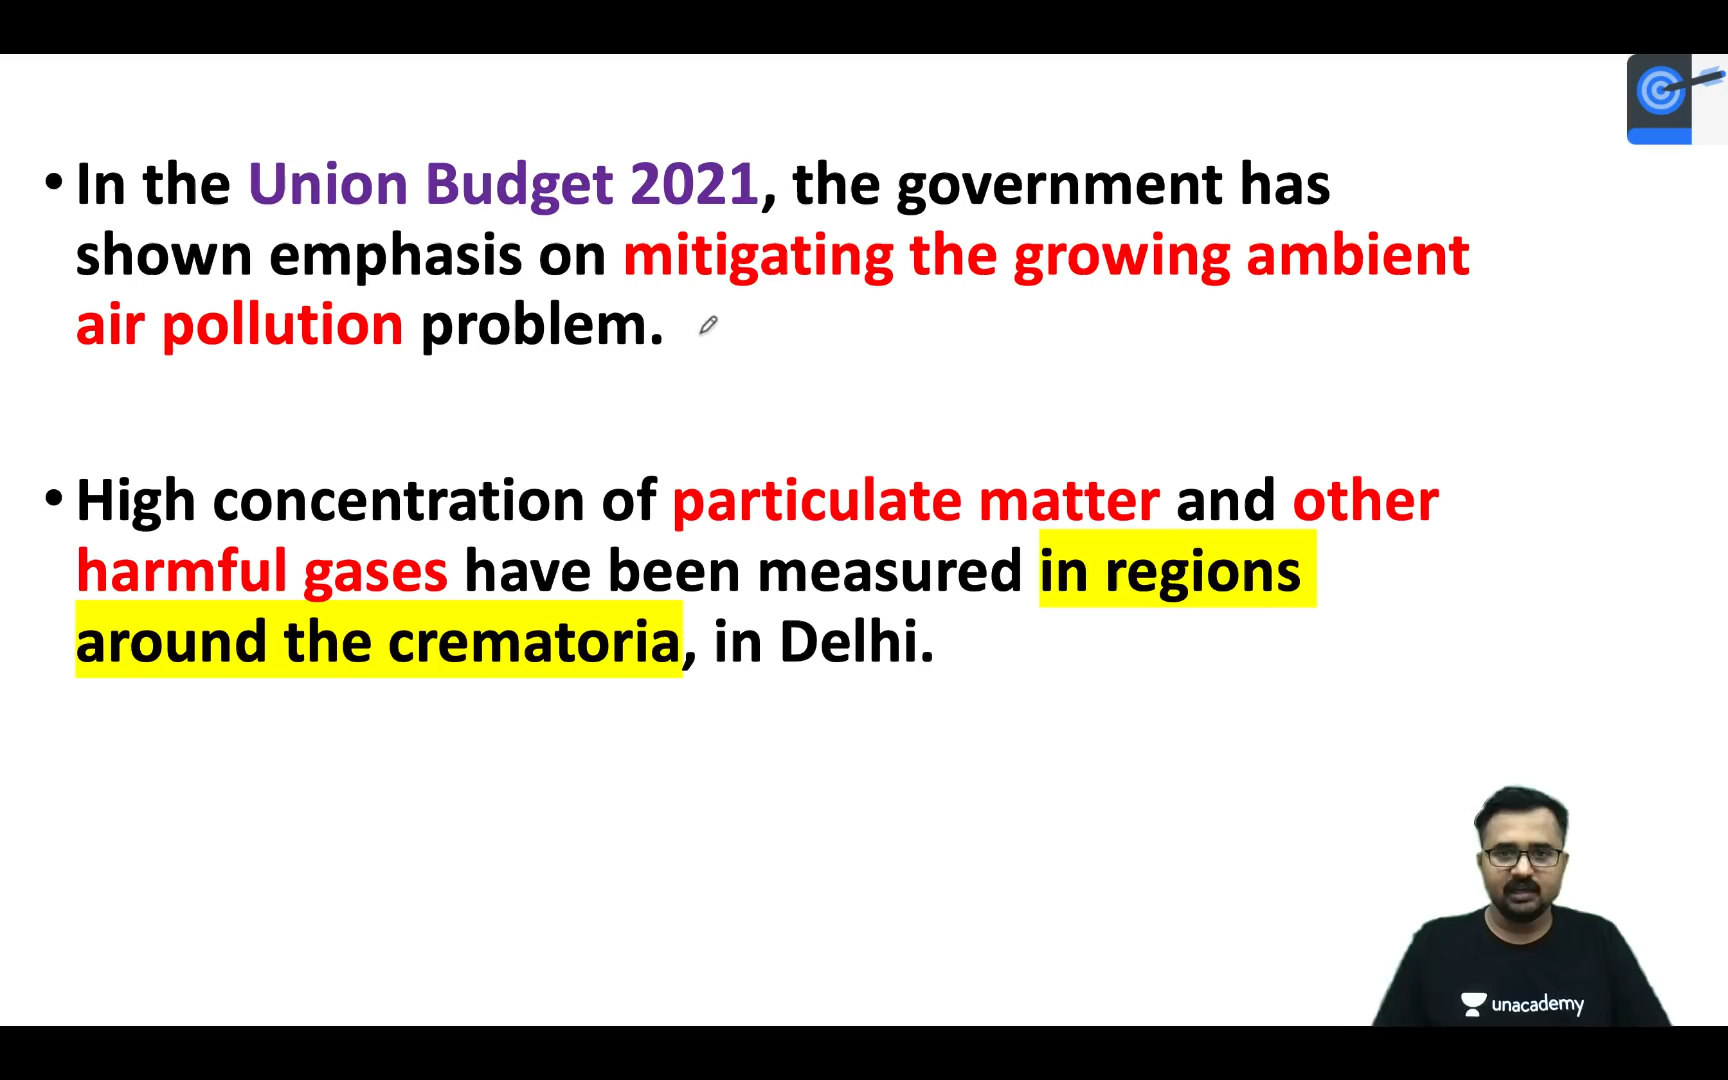 • In the Union Budget 2021, the government has
shown emphasis on mitigating the growing ambient
air pollution problem.
• High concentration of particulate matter and other
harmful gases have been measured in regions
around the crematoria, in Delhi.
unacademy